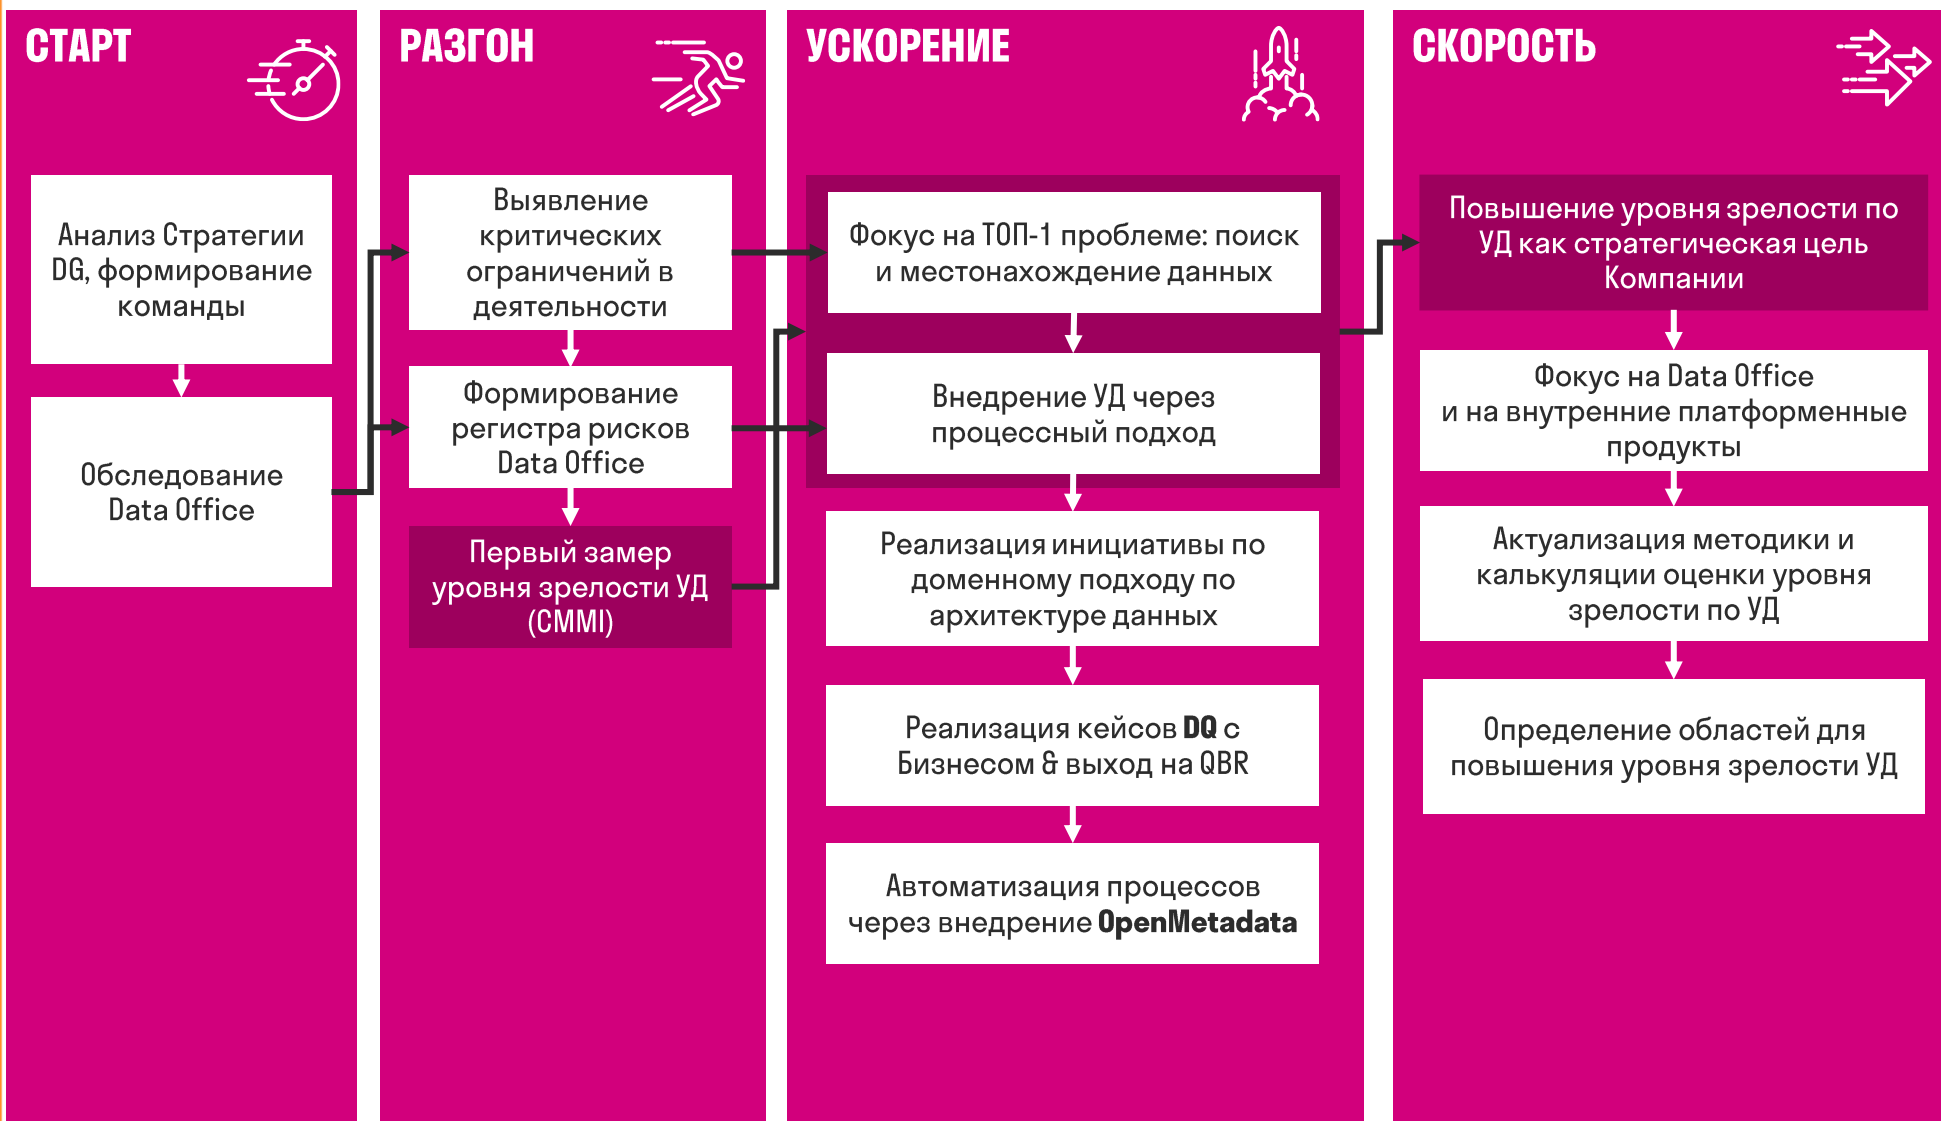 СТАРТ
Анализ Стратегии
DG, формирование
команды
Обследование
Data Office
РАЗГОН
Выявление
критических
ограничений в
деятельности
Формирование
регистра рисков
Data Office
Первый замер
уровня зрелости УД
(CMMI)
УСКОРЕНИЕ
Фокус на ТОП-1 проблеме: поиск
и местонахождение данных
Внедрение УД через
процессный подход
Реализация инициативы по
доменному подходу по
архитектуре данных
Реализация кейсов DQ с
Бизнесом & выход на QBR
Автоматизация процессов
через внедрение OpenMetadata
СКОРОСТЬ
Повышение уровня зрелости по
УД как стратегическая цель
Компании
Фокус на Data Office
и на внутренние платформенные
продукты
Актуализация методики и
калькуляции оценки уровня
зрелости по УД
Определение областей для
повышения уровня зрелости УД